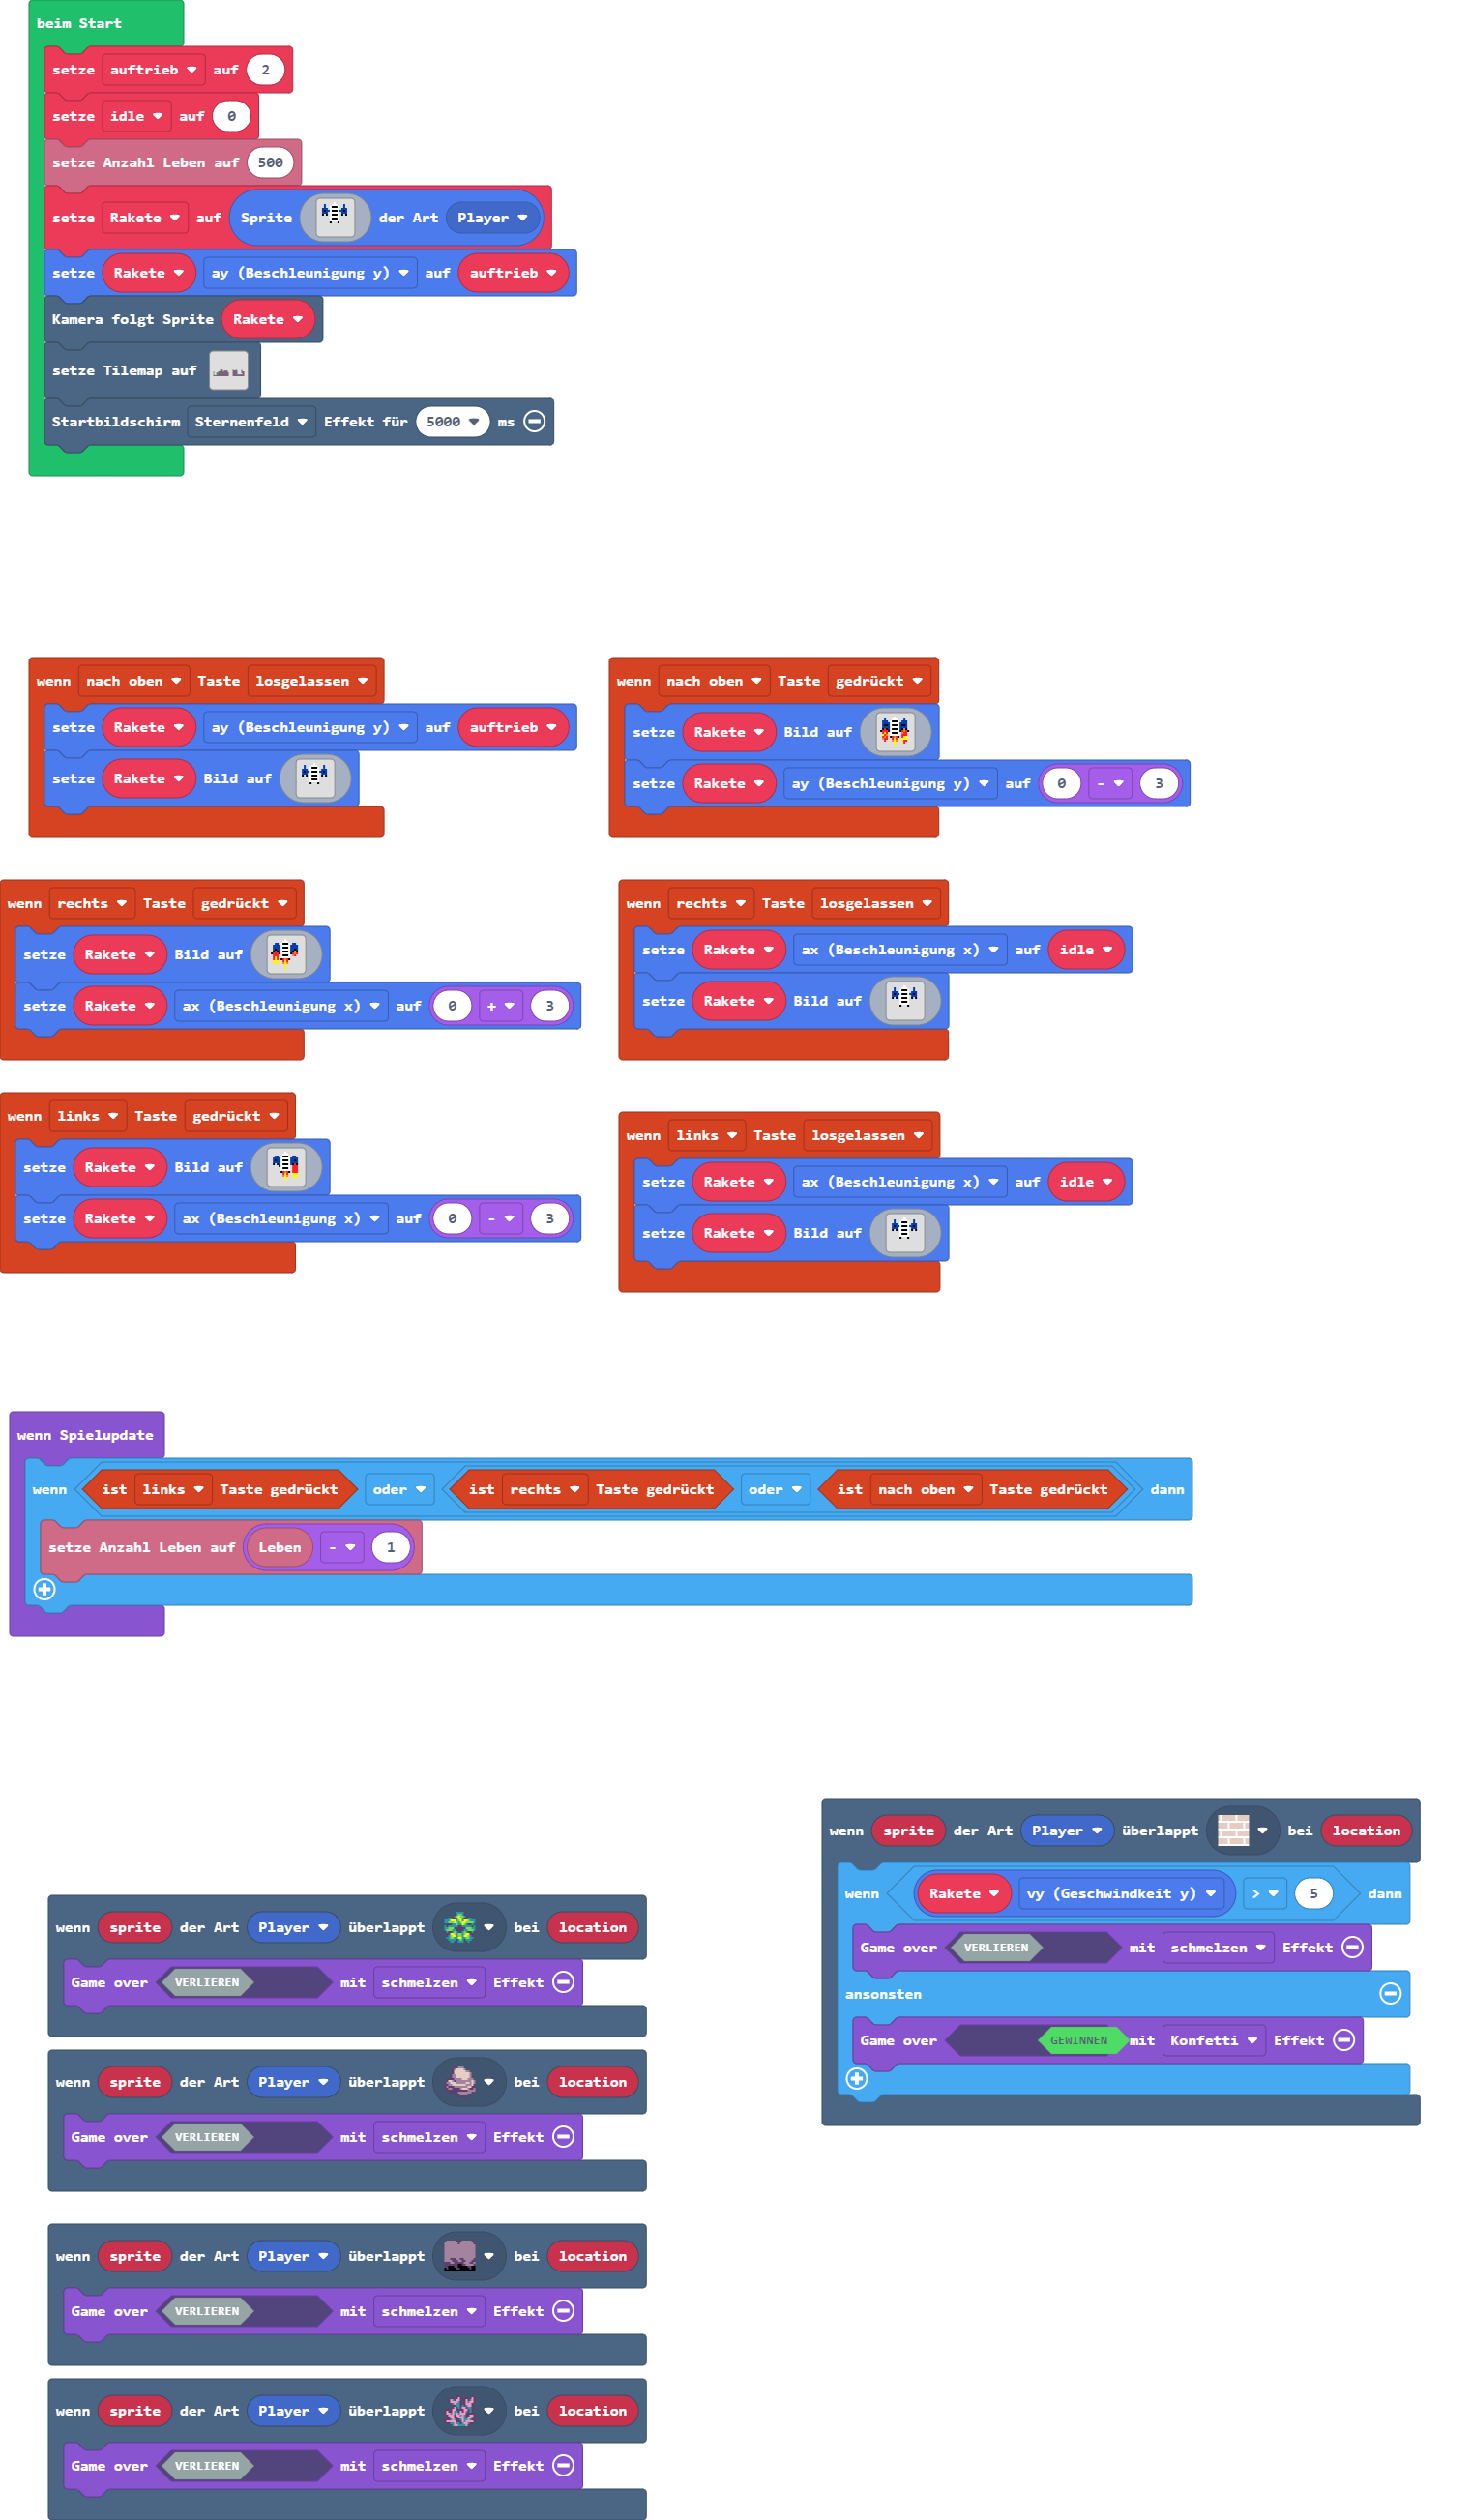 beim Start
setze auftrieb auf 2
setze idle auf 0
setze Anzahl Leben auf 500
setze Rakete auf Sprite der Art Player
setze Rakete ay (Beschleunigung y) auf auftrieb
Kamera folgt Sprite Rakete
setze Tilemap auf
Startbildschirm Sternenfeld Effekt für 5000 ms
wenn nach oben Taste losgelassen
setze Rakete ay (Beschleunigung y) auf auftrieb
setze Rakete Bild auf
wenn nach oben Taste gedrückt
setze Rakete Bild auf
setze Rakete ay (Beschleunigung y) auf 0 - 3
wenn rechts Taste gedrückt
setze Rakete Bild auf
setze Rakete ax (Beschleunigung x) auf 0 + 3
wenn rechts Taste losgelassen
setze Rakete ax (Beschleunigung x) auf idle
setze Rakete Bild auf
wenn links Taste gedrückt
setze Rakete Bild auf
setze Rakete ax (Beschleunigung x) auf 0 - 3
wenn links Taste losgelassen
setze Rakete ax (Beschleunigung x) auf idle
setze Rakete Bild auf
wenn Spielupdate
wenn ist links Taste gedrückt oder ist rechts Taste gedrückt oder ist nach oben Taste gedrückt dann
setze Anzahl Leben auf Leben - 1
wenn sprite der Art Player überlappt bei location
wenn Rakete vy (Geschwindkeit y) > 5 dann
Game over VERLIEREN mit schmelzen Effekt
ansonsten
Game over GEWINNEN mit Konfetti Effekt
wenn sprite der Art Player überlappt bei location
Game over VERLIEREN mit schmelzen Effekt
wenn sprite der Art Player überlappt bei location
Game over VERLIEREN mit schmelzen Effekt
wenn sprite der Art Player überlappt bei location
Game over VERLIEREN mit schmelzen Effekt
wenn sprite der Art Player überlappt bei location
Game over VERLIEREN mit schmelzen Effekt